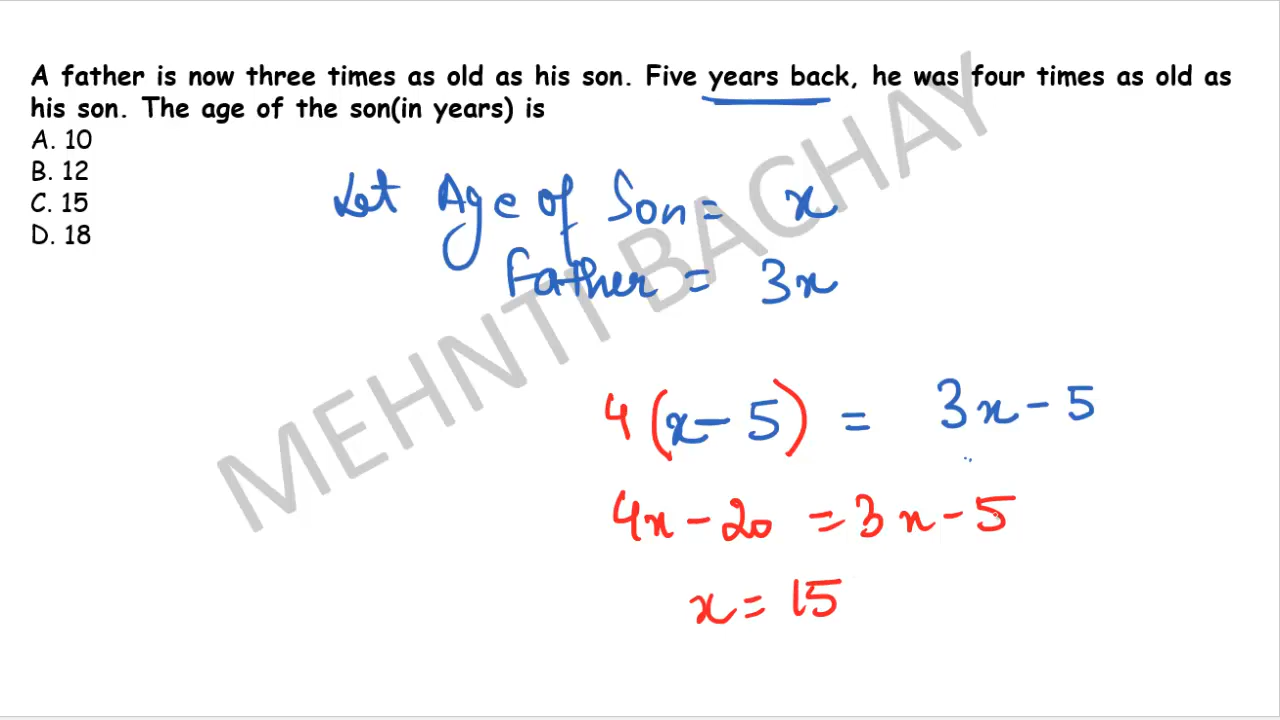 A father is now three times as old as his son. Five years back, he was four times as old as
his son. The age of the son(in years) is
A. 10
B. 12
C. 15
D. 18
Let Age of Son = x
Father = 3x
4(x-5) = 3x-5
4x-20 = 3x-5
x = 15
MEHNTI BACHAY